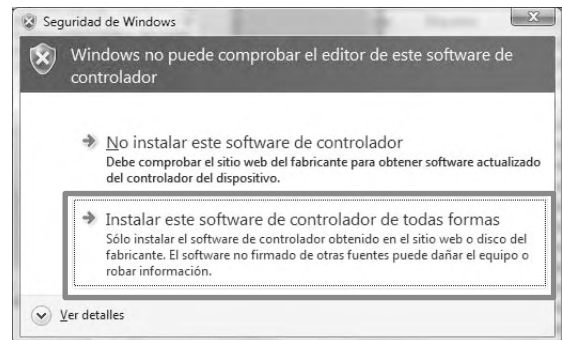 Seguridad de Windows
Windows no puede comprobar el editor de este software de
controlador
No instalar este software de controlador
Debe comprobar el sitio web del fabricante para obtener software actualizado
del controlador del dispositivo.
Instalar este software de controlador de todas formas
Sólo instalar el software de controlador obtenido en el sitio web o disco del
fabricante. El software no firmado de otras fuentes puede dañar el equipo o
robar información.
Ver detalles